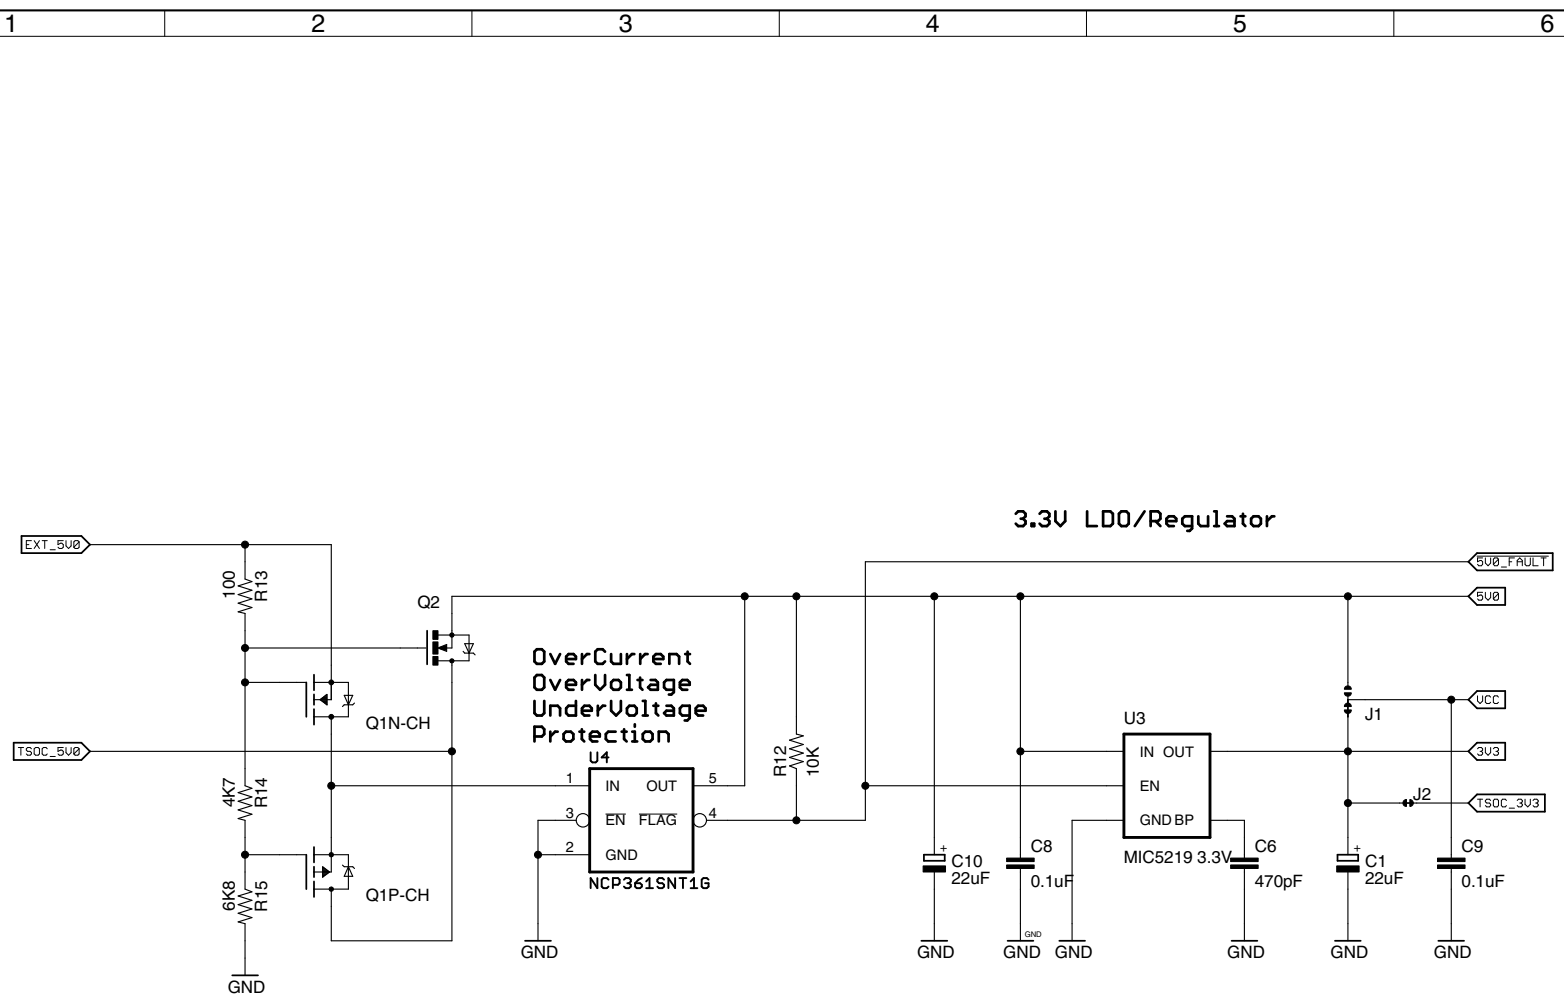 1 2 3 4 5 6
3.3V LDO/Regulator
EXT_5V0
5V0_FAULT
100
R13
Q2
5V0
OverCurrent
OverVoltage
UnderVoltage
Protection
Q1N-CH
VCC
J1
U3
TSOC_5V0
U4
R12
10K
IN OUT
3V3
4K7
R14
1 IN OUT 5
EN
J2
TSOC_3V3
3 EN FLAG 4
GND BP
2 GND
MIC5219 3.3V
C10
22uF
C8
0.1uF
C6
470pF
C1
22uF
C9
0.1uF
+
+
NCP361SNT1G
6K8
R15
Q1P-CH
GND
GND
GND
GND
GND
GND
GND
GND
GND